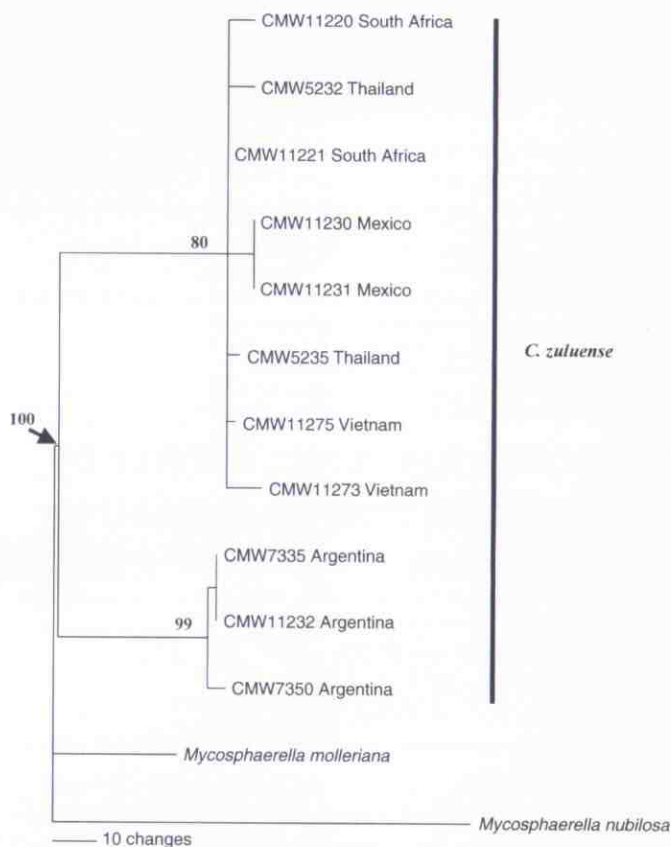 CMW11220 South Africa
CMW5232 Thailand
CMW11221 South Africa
CMW11230 Mexico
80
CMW11231 Mexico
C. zuluense
CMW5235 Thailand
100
CMW11275 Vietnam
CMW11273 Vietnam
CMW7335 Argentina
99
CMW11232 Argentina
CMW7350 Argentina
Mycosphaerella molleriana
Mycosphaerella nubilosa
10 changes